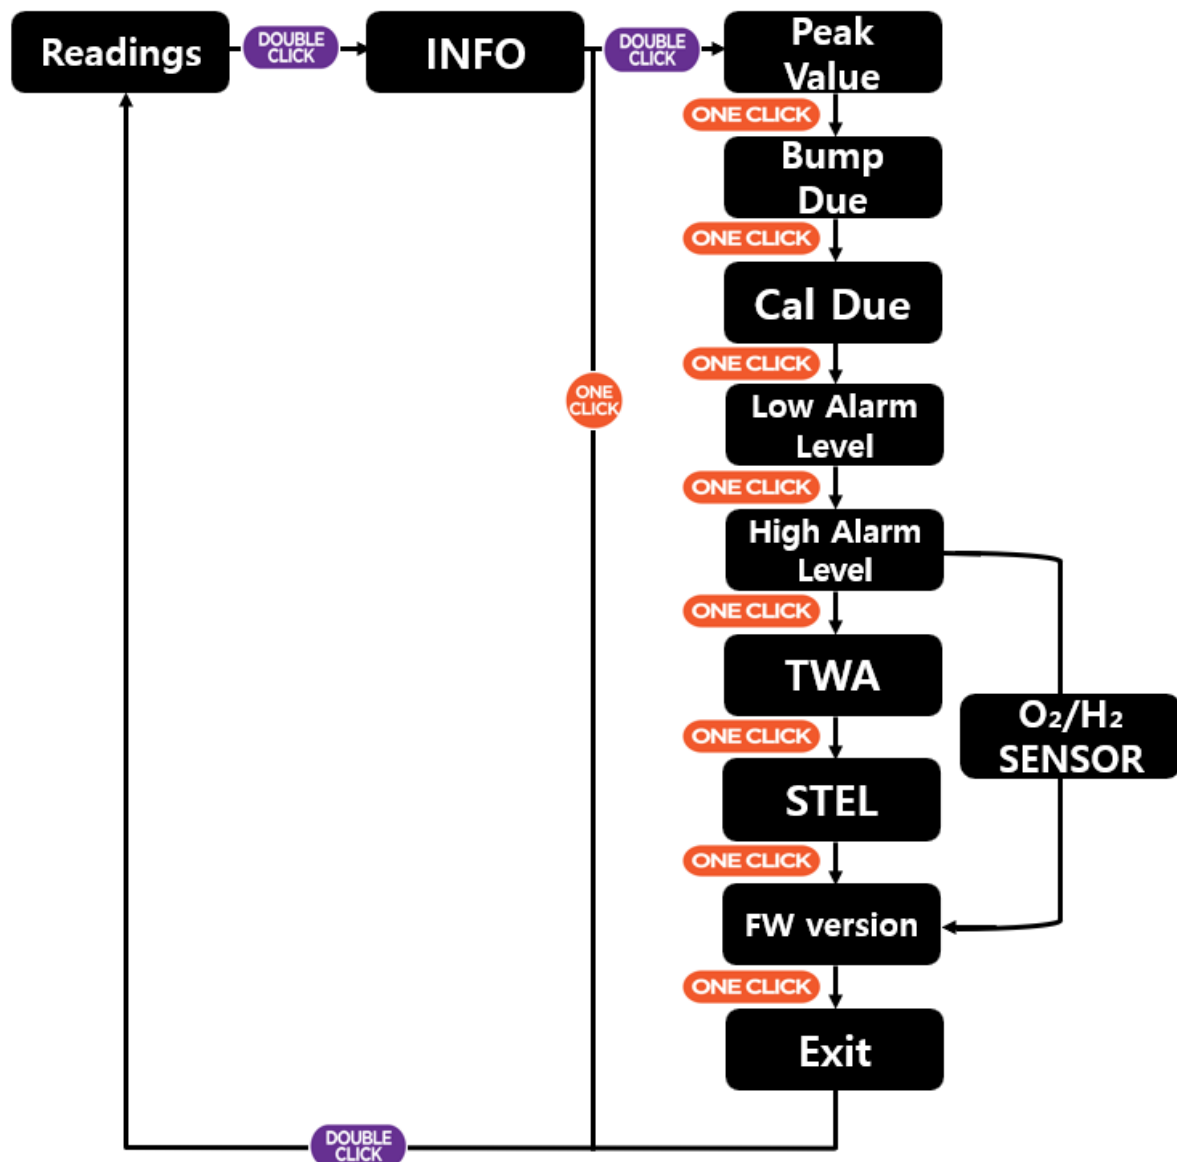 Readings
DOUBLE
CLICK
INFO
DOUBLE
CLICK
Peak
Value
ONE CLICK
Bump
Due
ONE CLICK
Cal Due
ONE CLICK
ONE
CLICK
Low Alarm
Level
ONE CLICK
High Alarm
Level
ONE CLICK
TWA
O₂/H₂
SENSOR
ONE CLICK
STEL
ONE CLICK
FW version
ONE CLICK
Exit
DOUBLE
CLICK